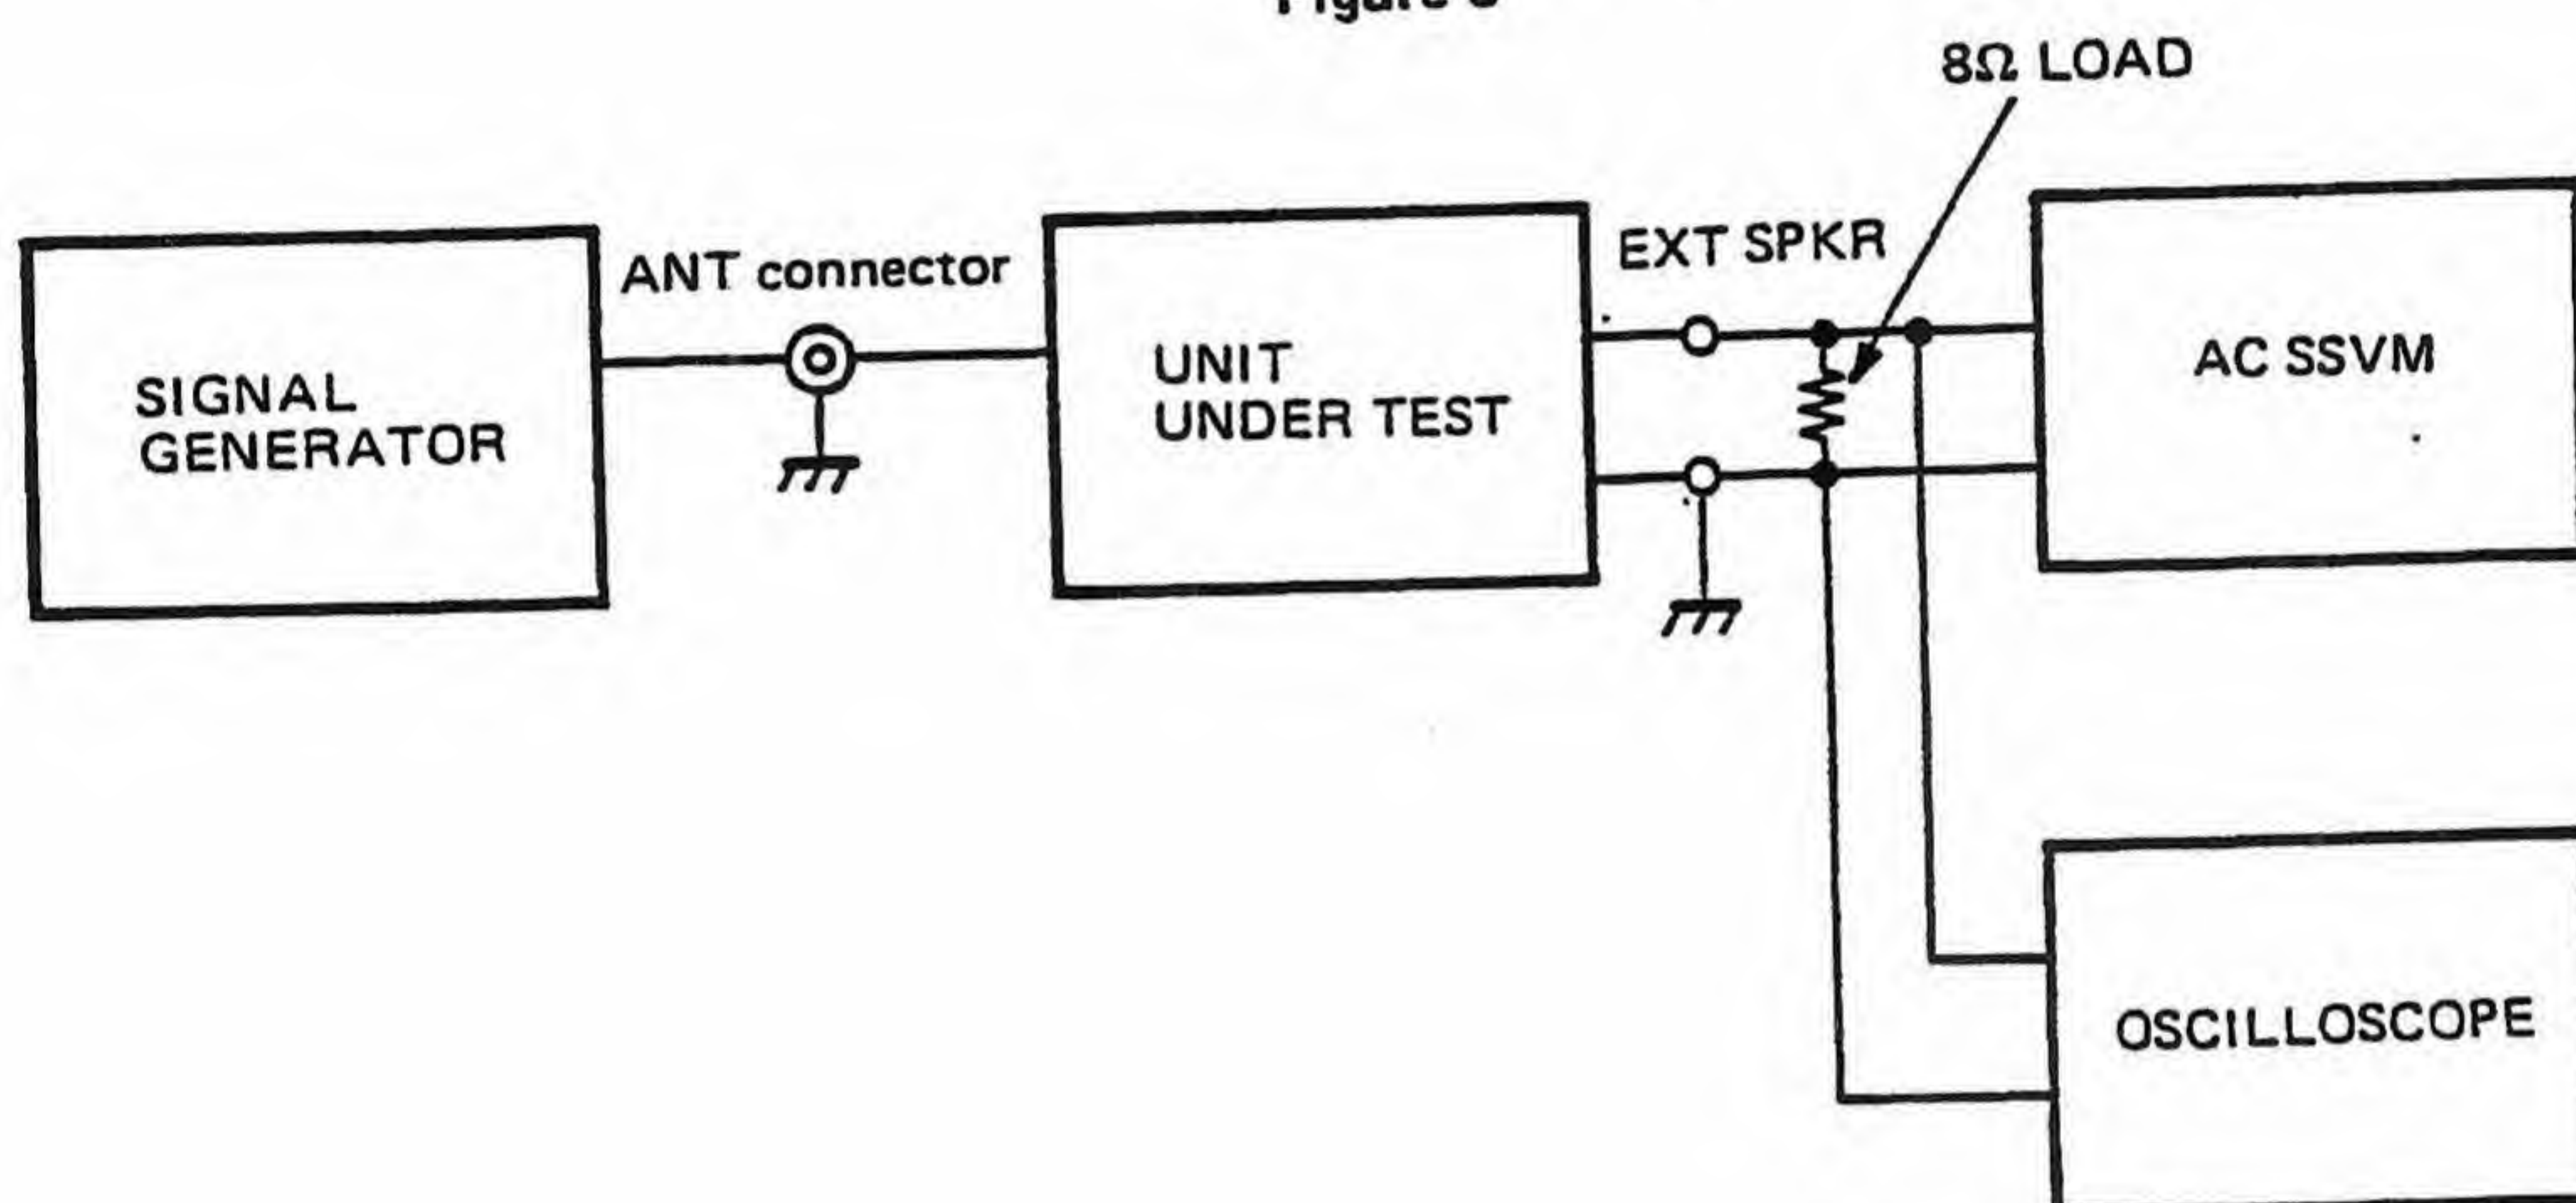 8Ω LOAD
EXT SPKR
ANT connector
SIGNAL
GENERATOR
UNIT
UNDER TEST
AC SSVM
OSCILLOSCOPE